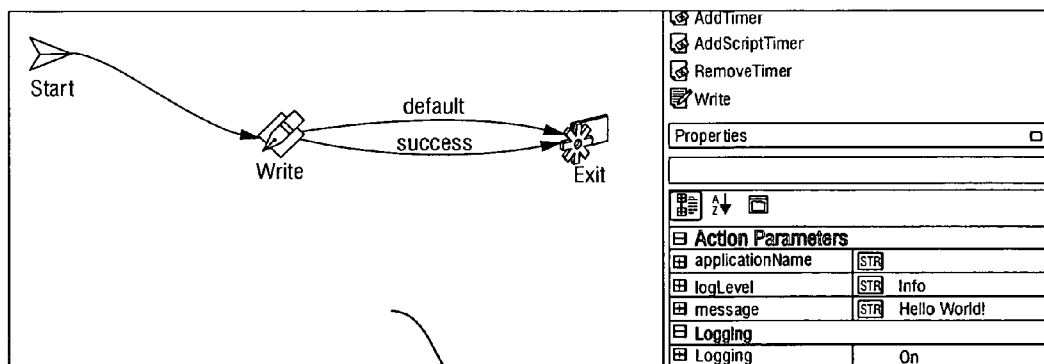 Start
Write
default
success
Exit
AddTimer
AddScriptTimer
RemoveTimer
Write
Properties
A
Z
Action Parameters
applicationName STR
logLevel STR Info
message STR Hello World!
Logging
Logging On